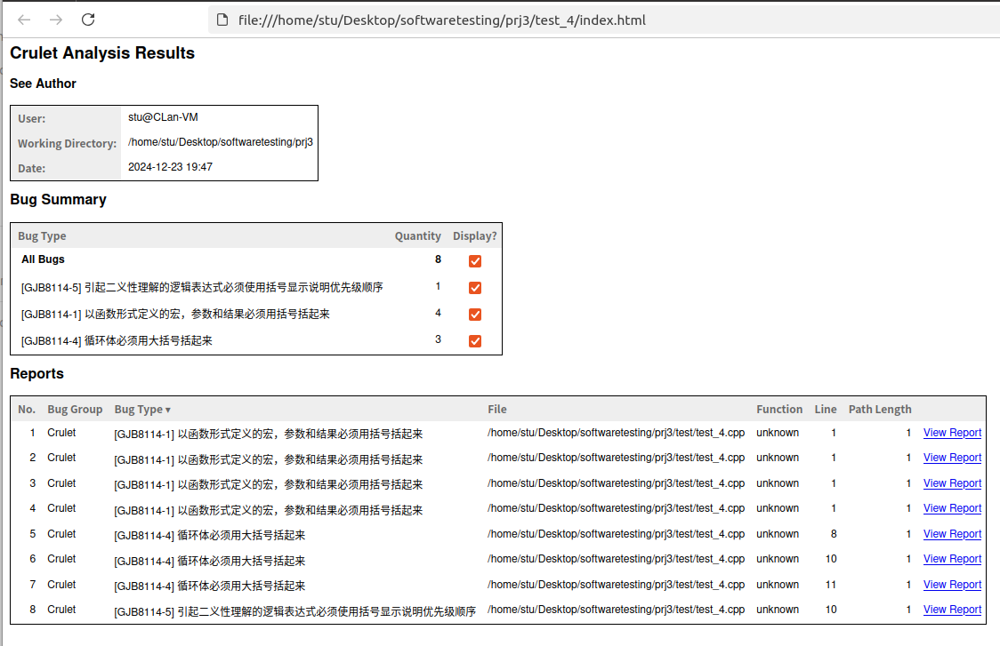 file:///home/stu/Desktop/softwaretesting/prj3/test_4/index.html
Crulet Analysis Results
See Author
User: stu@CLan-VM
Working Directory: /home/stu/Desktop/softwaretesting/prj3
Date: 2024-12-23 19:47
Bug Summary
Bug Type Quantity Display?
All Bugs 8
[GJB8114-5] 引起二义性理解的逻辑表达式必须使用括号显示说明优先级顺序 1
[GJB8114-1] 以函数形式定义的宏，参数和结果必须用括号括起来 4
[GJB8114-4] 循环体必须用大括号括起来 3
Reports
No. Bug Group Bug Type ▾ File Function Line Path Length
1 Crulet [GJB8114-1] 以函数形式定义的宏，参数和结果必须用括号括起来 /home/stu/Desktop/softwaretesting/prj3/test/test_4.cpp unknown 1 1 View Report
2 Crulet [GJB8114-1] 以函数形式定义的宏，参数和结果必须用括号括起来 /home/stu/Desktop/softwaretesting/prj3/test/test_4.cpp unknown 1 1 View Report
3 Crulet [GJB8114-1] 以函数形式定义的宏，参数和结果必须用括号括起来 /home/stu/Desktop/softwaretesting/prj3/test/test_4.cpp unknown 1 1 View Report
4 Crulet [GJB8114-1] 以函数形式定义的宏，参数和结果必须用括号括起来 /home/stu/Desktop/softwaretesting/prj3/test/test_4.cpp unknown 1 1 View Report
5 Crulet [GJB8114-4] 循环体必须用大括号括起来 /home/stu/Desktop/softwaretesting/prj3/test/test_4.cpp unknown 8 1 View Report
6 Crulet [GJB8114-4] 循环体必须用大括号括起来 /home/stu/Desktop/softwaretesting/prj3/test/test_4.cpp unknown 10 1 View Report
7 Crulet [GJB8114-4] 循环体必须用大括号括起来 /home/stu/Desktop/softwaretesting/prj3/test/test_4.cpp unknown 11 1 View Report
8 Crulet [GJB8114-5] 引起二义性理解的逻辑表达式必须使用括号显示说明优先级顺序 /home/stu/Desktop/softwaretesting/prj3/test/test_4.cpp unknown 10 1 View Report